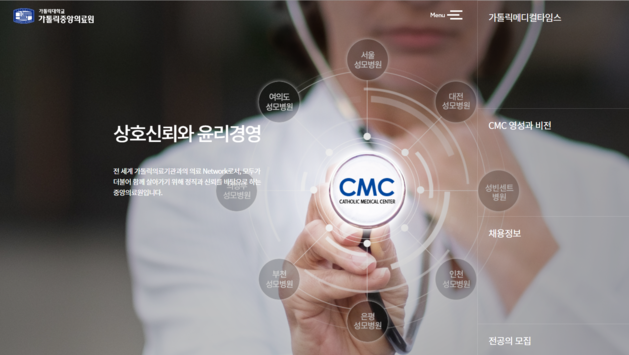 가톨릭대학교
가톨릭중앙의료원
Menu
가톨릭메디컬타임스
서울
성모병원
여의도
성모병원
대전
성모병원
상호신뢰와 윤리경영
CMC 영성과 비전
전 세계 가톨릭의료기관과의 의료 Network로서, 모두가
더불어 함께 살아가기 위해 정직과 신뢰를 바탕으로 하는
중앙의료원입니다.
성모병원
CMC
CATHOLIC MEDICAL CENTER
성빈센트
병원
채용정보
부천
성모병원
인천
성모병원
은평
성모병원
전공의 모집